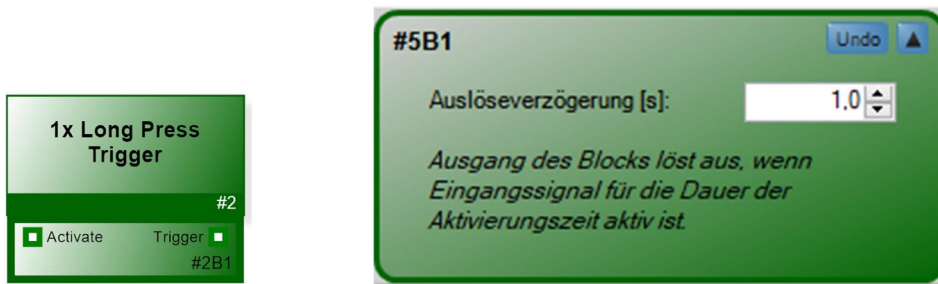 1x Long Press
Trigger
#2
Activate Trigger
#2B1
#5B1
Undo ▲
Auslöseverzögerung [s]: 1,0
Ausgang des Blocks löst aus, wenn
Eingangssignal für die Dauer der
Aktivierungszeit aktiv ist.